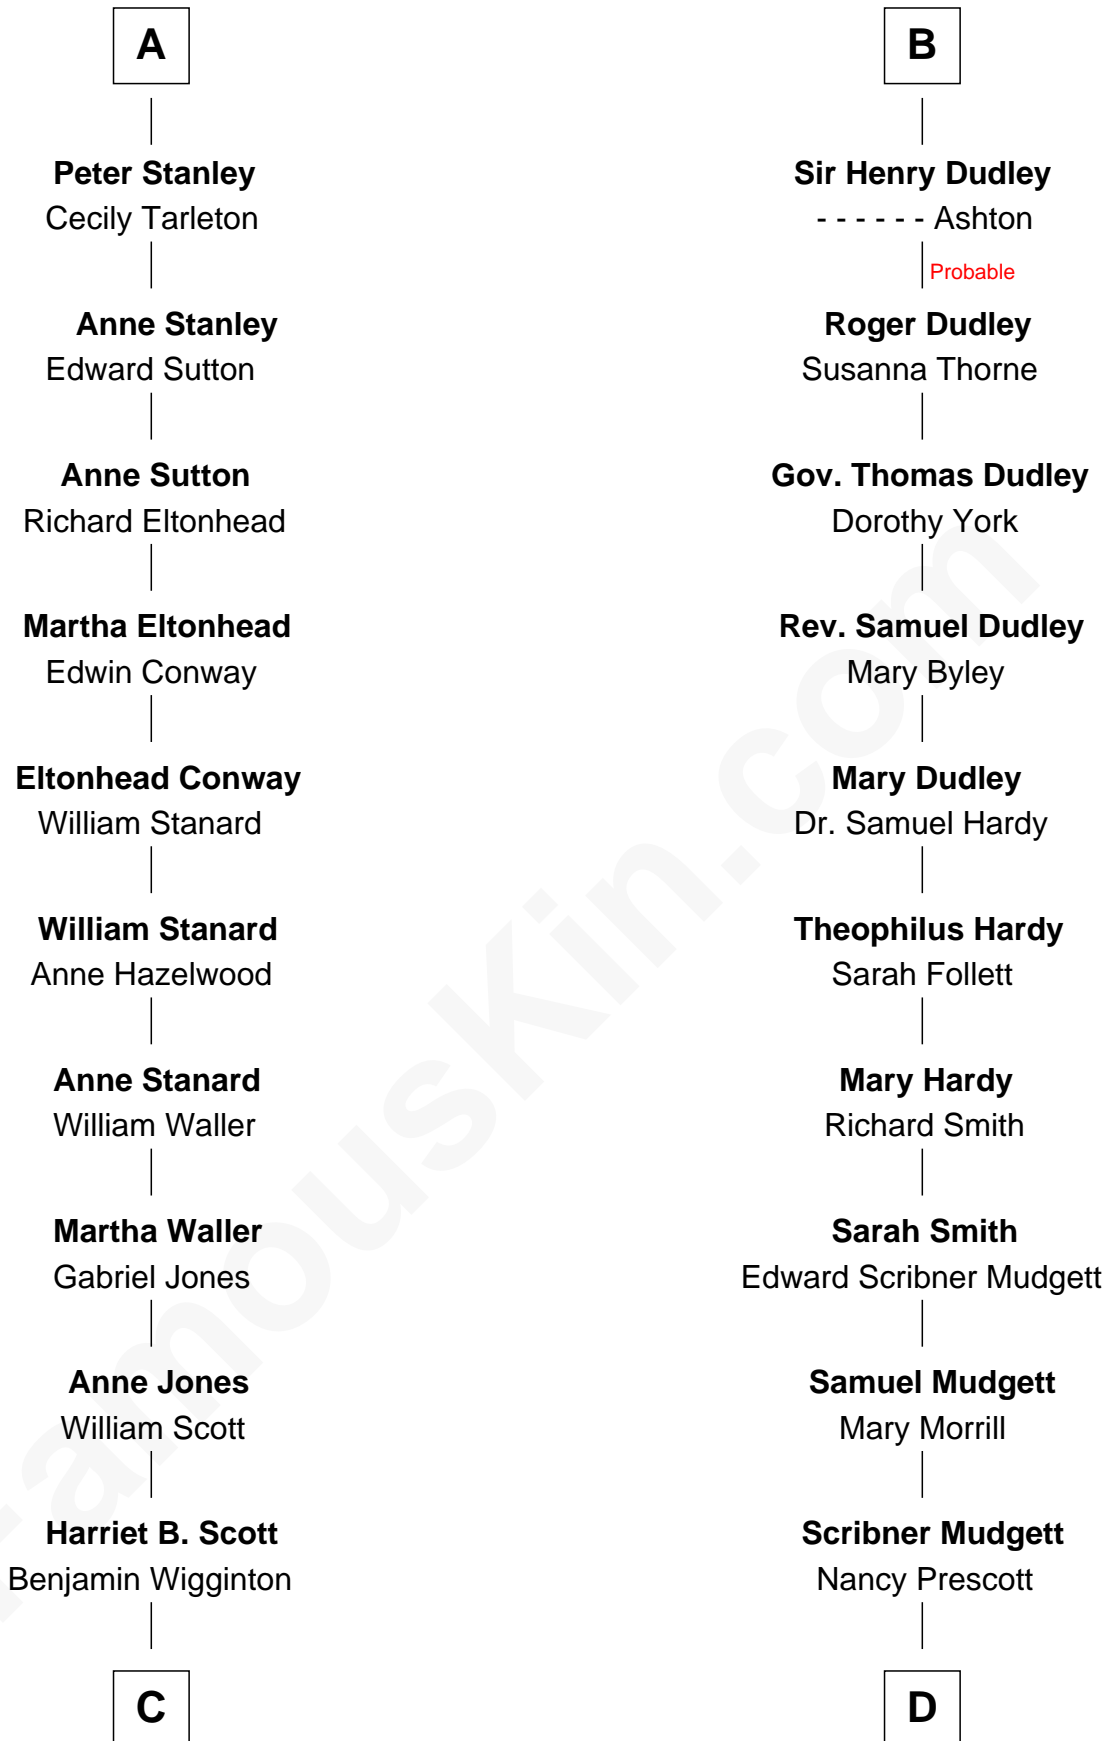 A
Peter Stanley
Cecily Tarleton
Anne Stanley
Edward Sutton
Anne Sutton
Richard Eltonhead
Martha Eltonhead
Edwin Conway
Eltonhead Conway
William Stanard
William Stanard
Anne Hazelwood
Anne Stanard
William Waller
Martha Waller
Gabriel Jones
Anne Jones
William Scott
Harriet B. Scott
Benjamin Wigginton
C
B
Sir Henry Dudley
- - - - - - Ashton
Probable
Roger Dudley
Susanna Thorne
Gov. Thomas Dudley
Dorothy York
Rev. Samuel Dudley
Mary Byley
Mary Dudley
Dr. Samuel Hardy
Theophilus Hardy
Sarah Follett
Mary Hardy
Richard Smith
Sarah Smith
Edward Scribner Mudgett
Samuel Mudgett
Mary Morrill
Scribner Mudgett
Nancy Prescott
D
FamousKin.com